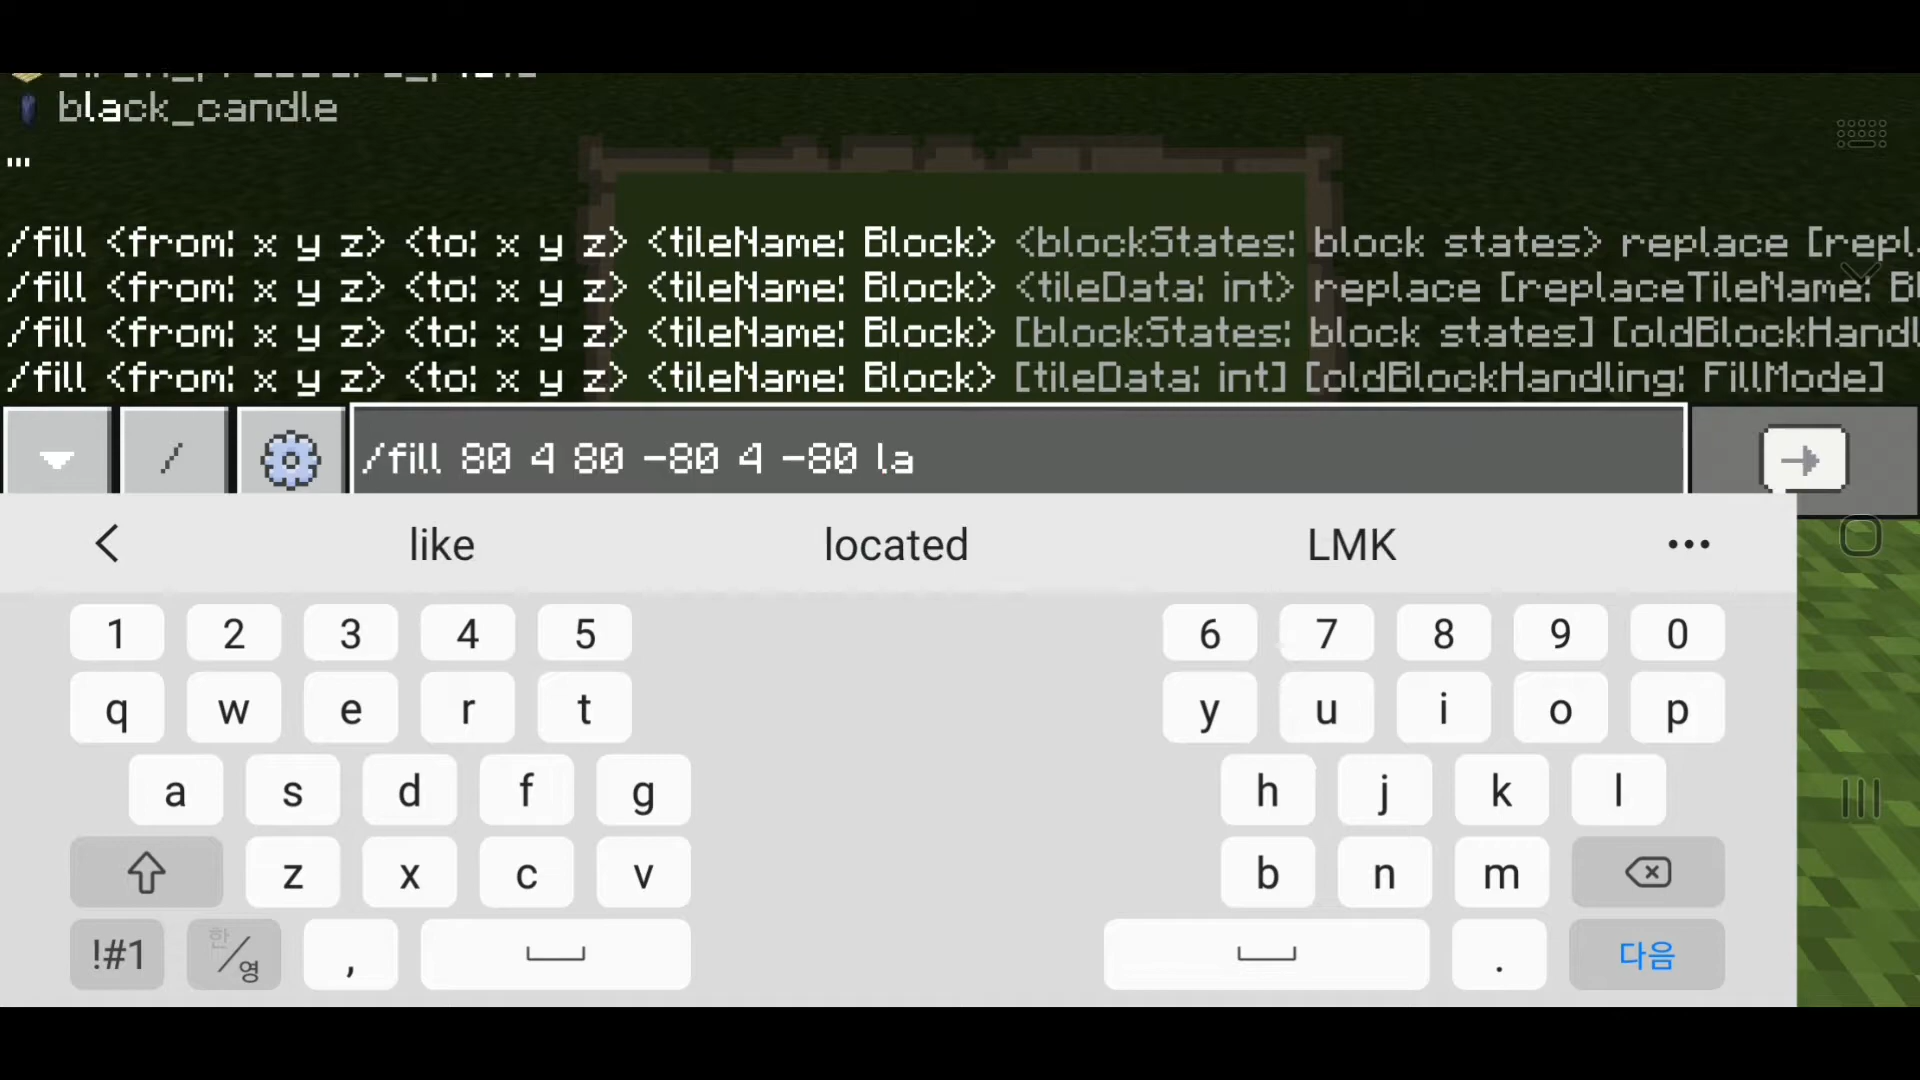 black_candle
...
/fill <from: x y z> <to: x y z> <tileName: Block> <blockStates: block states> replace [repl
/fill <from: x y z> <to: x y z> <tileName: Block> <tileData: int> replace [replaceTileName: Bl
/fill <from: x y z> <to: x y z> <tileName: Block> [blockStates: block states] [oldBlockHandl
/fill <from: x y z> <to: x y z> <tileName: Block> [tileData: int] [oldBlockHandling: FillMode]
/ /fill 80 4 80 -80 4 -80 la
like located LMK ...
1 2 3 4 5 6 7 8 9 0
q w e r t y u i o p
a s d f g h j k l
z x c v b n m
!#1 한/영 , . 다음